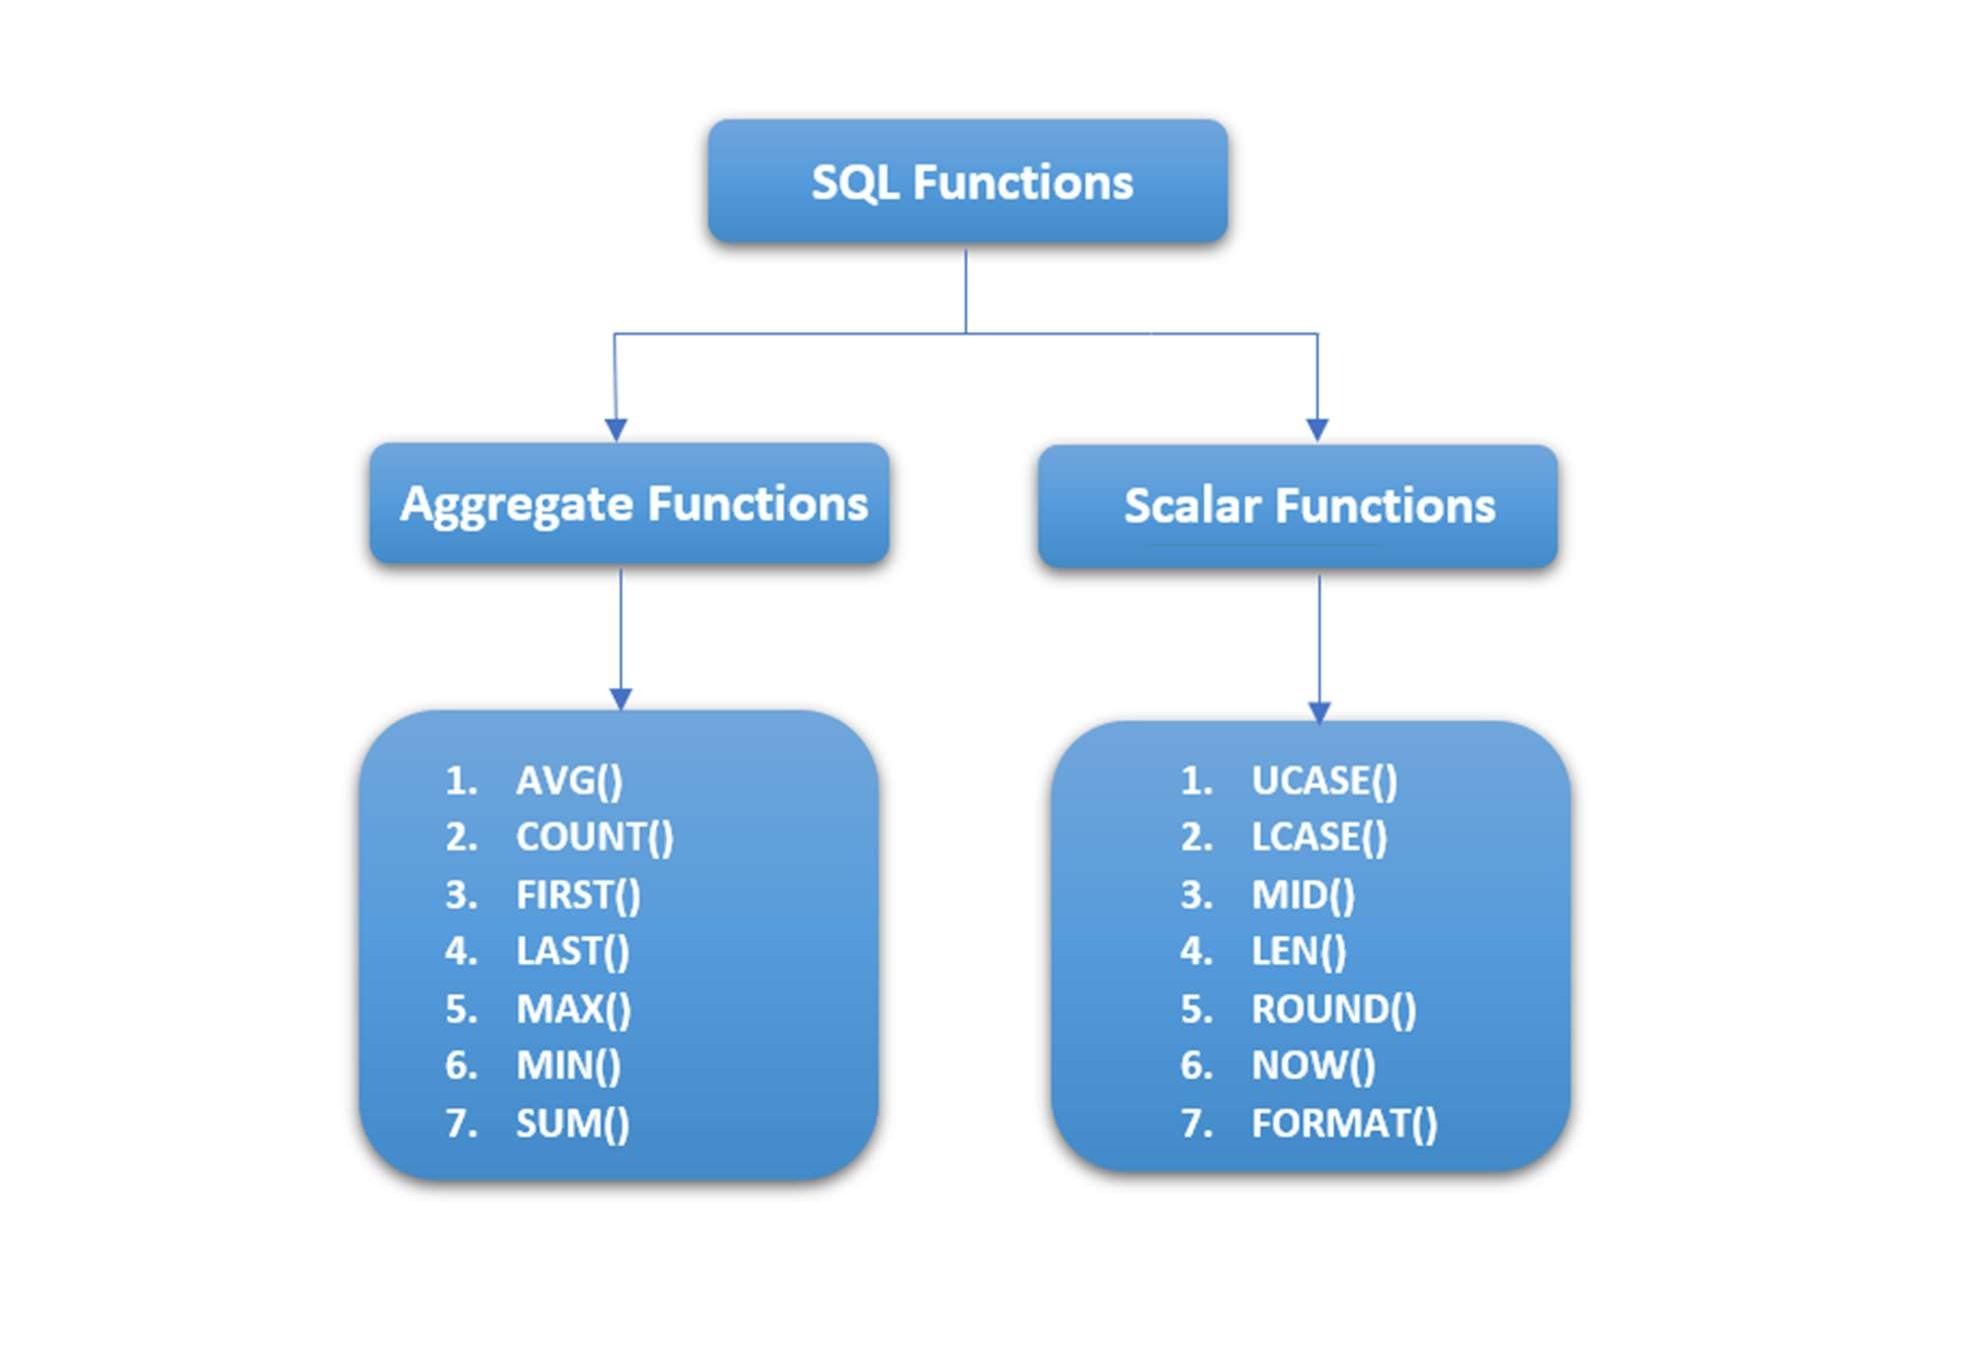 SQL Functions
Aggregate Functions
Scalar Functions
1. AVG()
2. COUNT()
3. FIRST()
4. LAST()
5. MAX()
6. MIN()
7. SUM()
1. UCASE()
2. LCASE()
3. MID()
4. LEN()
5. ROUND()
6. NOW()
7. FORMAT()